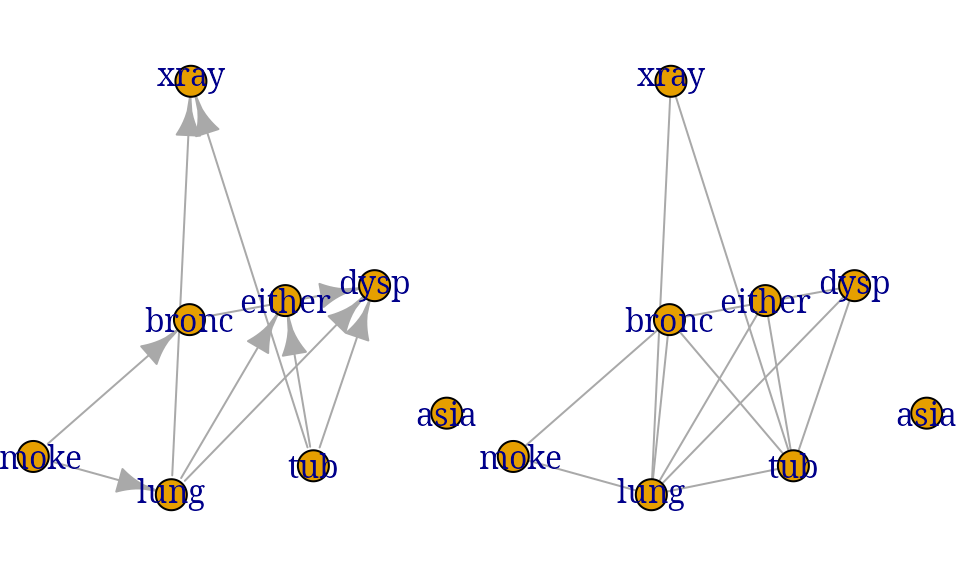 xray
xray
dysp
dysp
either
either
bronc
bronc
asia
asia
moke
moke
tub
tub
lung
lung